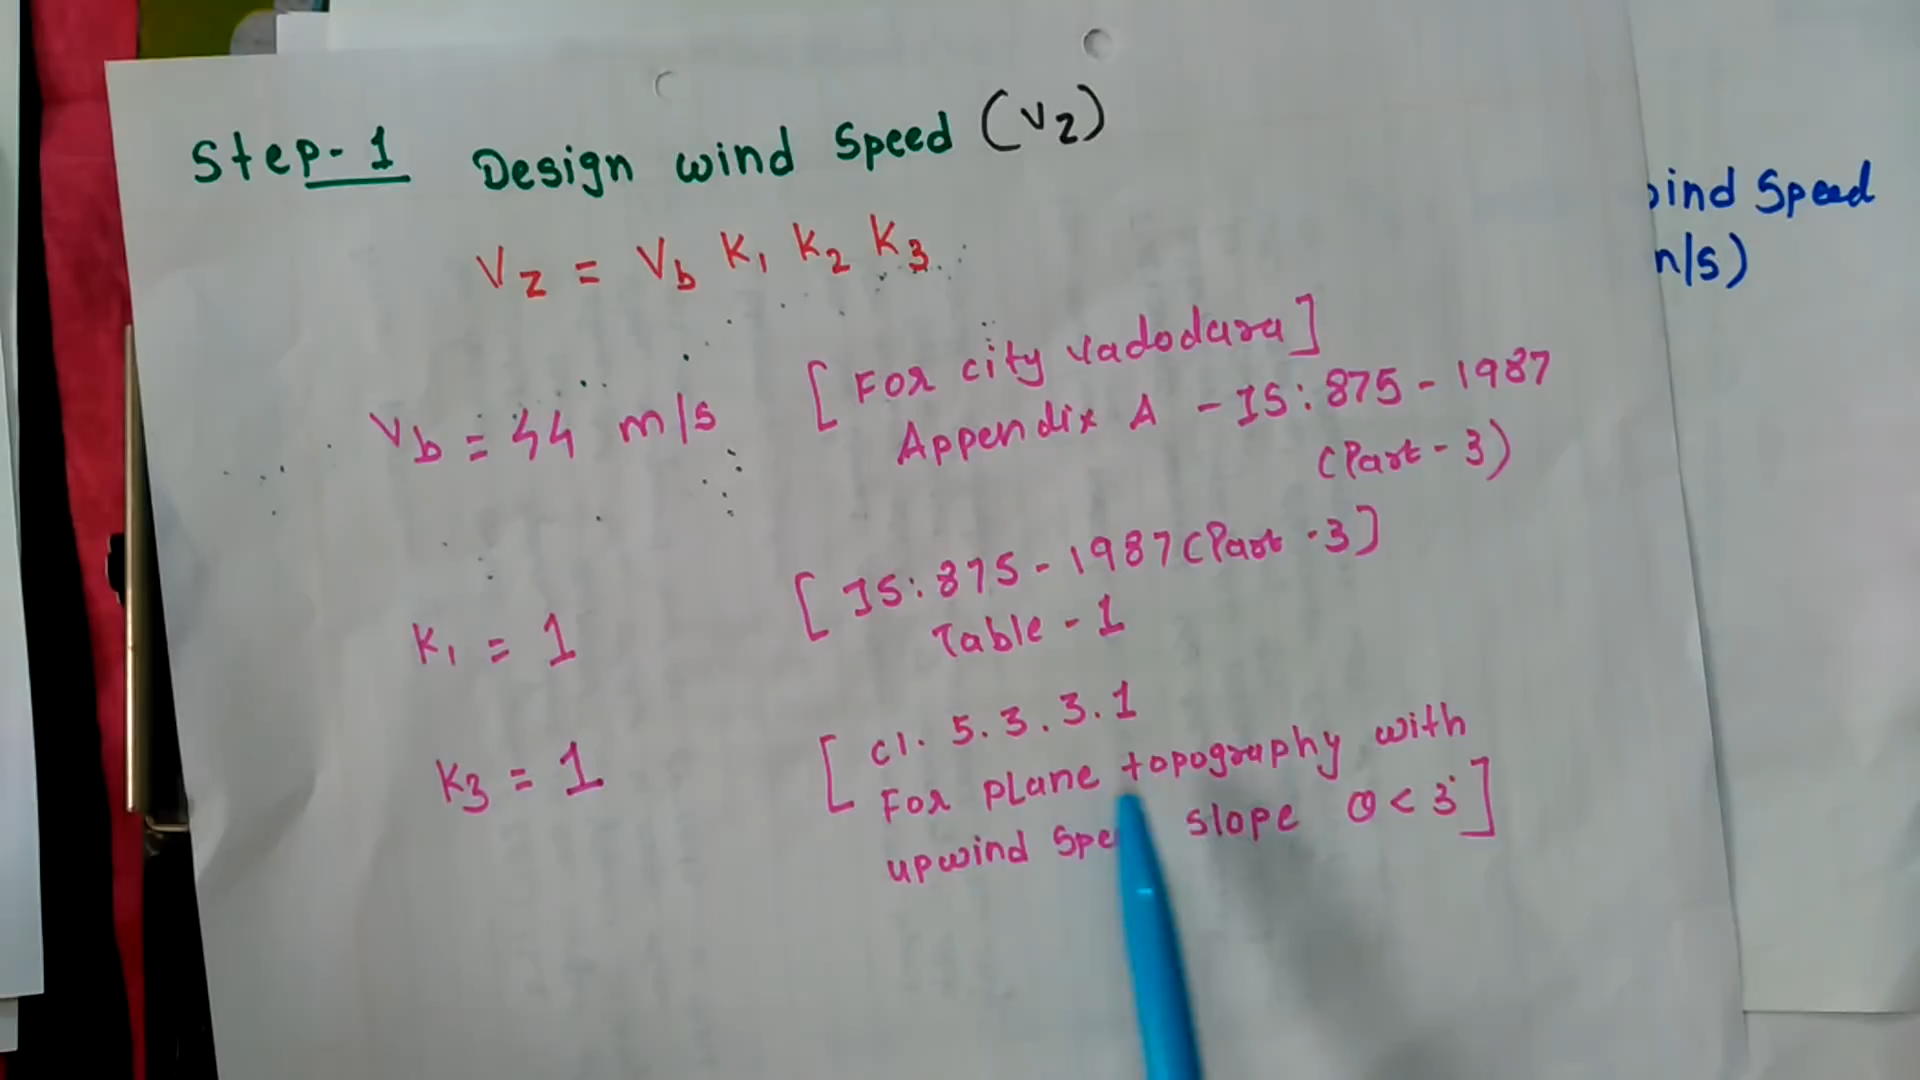 Step-1 Design wind Speed (Vz)
Vz = Vb K1 K2 K3
Vb = 44 m/s [For city Vadodara]
Appendix A - IS:875-1987
(Part-3)
K1 = 1 [IS:875-1987(Part-3]
Table-1
K3 = 1 [cl. 5.3.3.1
For plane topography with
upwind slope θ<3°]
wind Speed
m/s)